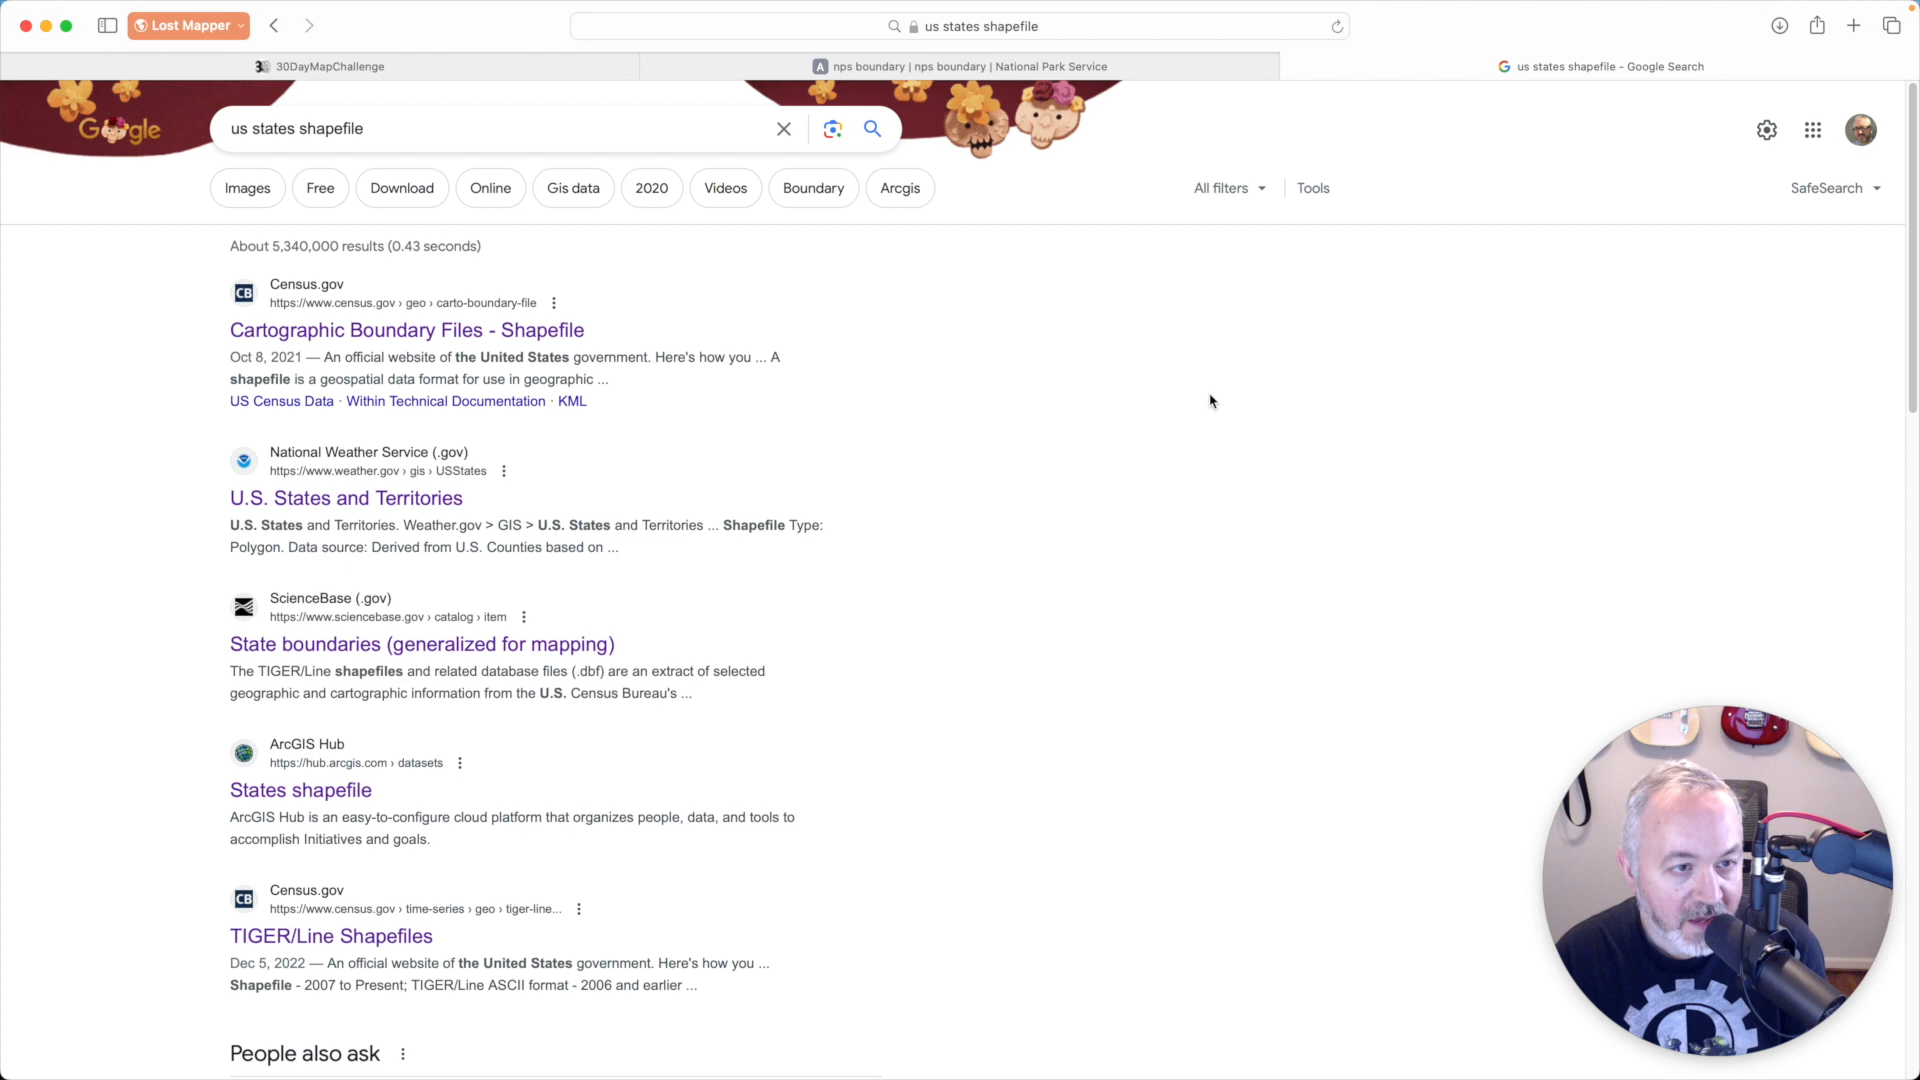 Lost Mapper
us states shapefile
30DayMapChallenge
nps boundary | nps boundary | National Park Service
us states shapefile - Google Search
Google
us states shapefile
Images
Free
Download
Online
Gis data
2020
Videos
Boundary
Arcgis
All filters
Tools
SafeSearch
About 5,340,000 results (0.43 seconds)
CB
Census.gov
https://www.census.gov › geo › carto-boundary-file
Cartographic Boundary Files - Shapefile
Oct 8, 2021 — An official website of the United States government. Here's how you ... A
shapefile is a geospatial data format for use in geographic ...
US Census Data · Within Technical Documentation · KML
National Weather Service (.gov)
https://www.weather.gov › gis › USStates
U.S. States and Territories
U.S. States and Territories. Weather.gov > GIS > U.S. States and Territories ... Shapefile Type:
Polygon. Data source: Derived from U.S. Counties based on ...
ScienceBase (.gov)
https://www.sciencebase.gov › catalog › item
State boundaries (generalized for mapping)
The TIGER/Line shapefiles and related database files (.dbf) are an extract of selected
geographic and cartographic information from the U.S. Census Bureau's ...
ArcGIS Hub
https://hub.arcgis.com › datasets
States shapefile
ArcGIS Hub is an easy-to-configure cloud platform that organizes people, data, and tools to
accomplish Initiatives and goals.
CB
Census.gov
https://www.census.gov › time-series › geo › tiger-line...
TIGER/Line Shapefiles
Dec 5, 2022 — An official website of the United States government. Here's how you ...
Shapefile - 2007 to Present; TIGER/Line ASCII format - 2006 and earlier ...
People also ask